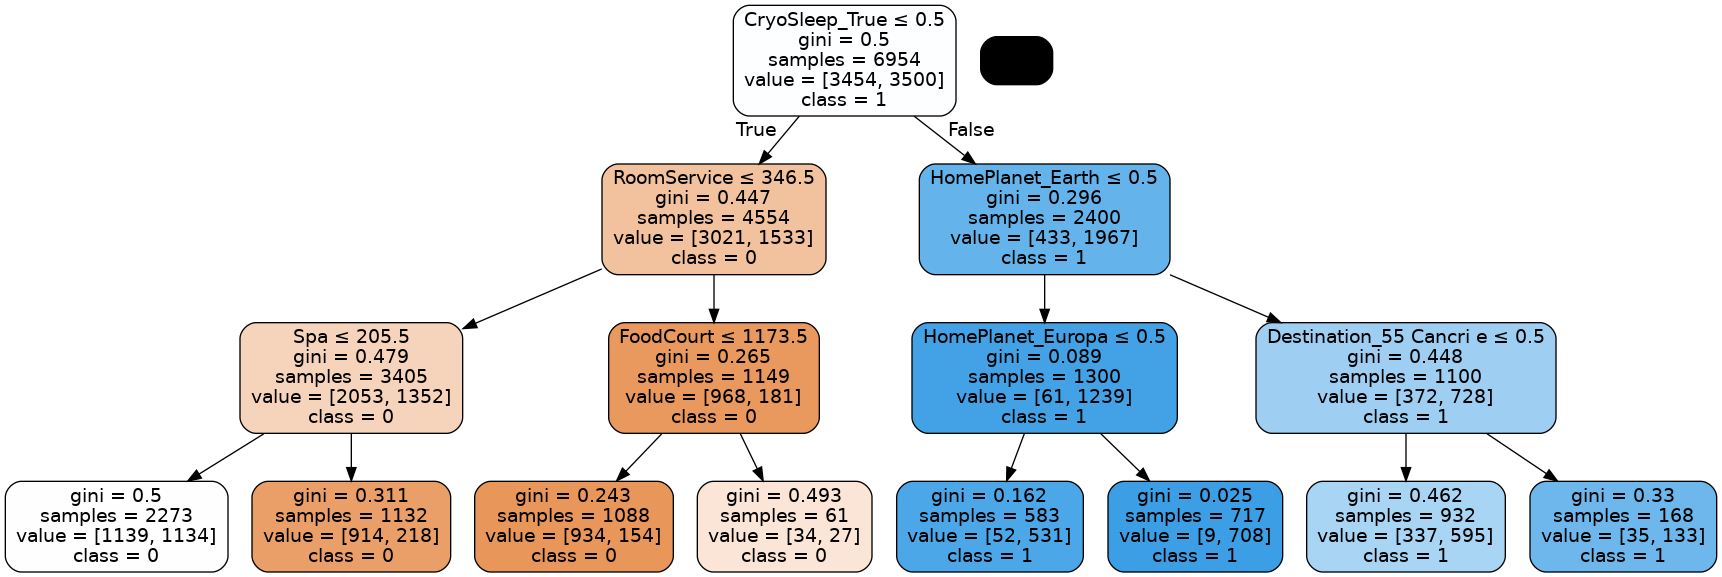 CryoSleep_True ≤ 0.5
gini = 0.5
samples = 6954
value = [3454, 3500]
class = 1
True
False
RoomService ≤ 346.5
gini = 0.447
samples = 4554
value = [3021, 1533]
class = 0
HomePlanet_Earth ≤ 0.5
gini = 0.296
samples = 2400
value = [433, 1967]
class = 1
Spa ≤ 205.5
gini = 0.479
samples = 3405
value = [2053, 1352]
class = 0
FoodCourt ≤ 1173.5
gini = 0.265
samples = 1149
value = [968, 181]
class = 0
HomePlanet_Europa ≤ 0.5
gini = 0.089
samples = 1300
value = [61, 1239]
class = 1
Destination_55 Cancri e ≤ 0.5
gini = 0.448
samples = 1100
value = [372, 728]
class = 1
gini = 0.5
samples = 2273
value = [1139, 1134]
class = 0
gini = 0.311
samples = 1132
value = [914, 218]
class = 0
gini = 0.243
samples = 1088
value = [934, 154]
class = 0
gini = 0.493
samples = 61
value = [34, 27]
class = 0
gini = 0.162
samples = 583
value = [52, 531]
class = 1
gini = 0.025
samples = 717
value = [9, 708]
class = 1
gini = 0.462
samples = 932
value = [337, 595]
class = 1
gini = 0.33
samples = 168
value = [35, 133]
class = 1